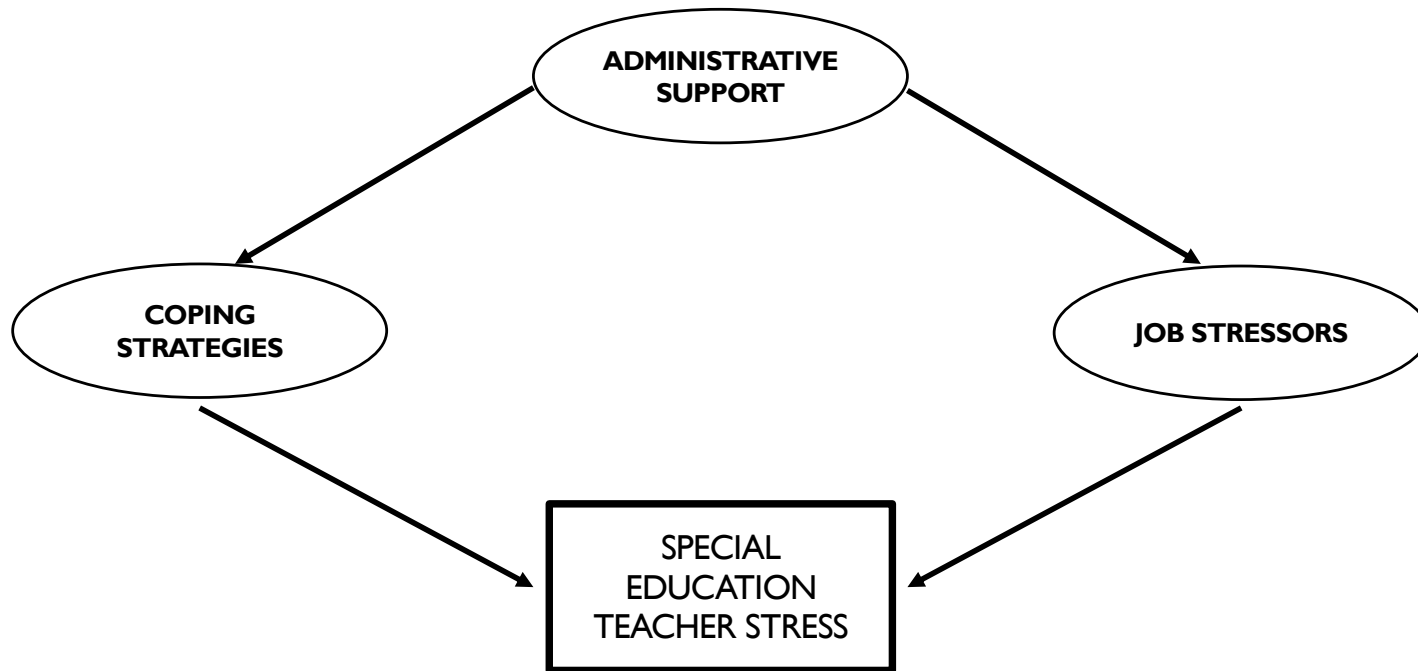 ADMINISTRATIVE
SUPPORT
COPING
STRATEGIES
JOB STRESSORS
SPECIAL
EDUCATION
TEACHER STRESS